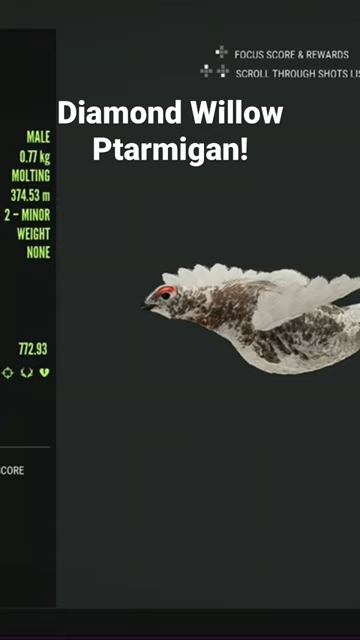 FOCUS SCORE & REWARDS
SCROLL THROUGH SHOTS LIS
Diamond Willow
Ptarmigan!
MALE
0.77 kg
MOLTING
374.53 m
2 – MINOR
WEIGHT
NONE
772.93
CORE